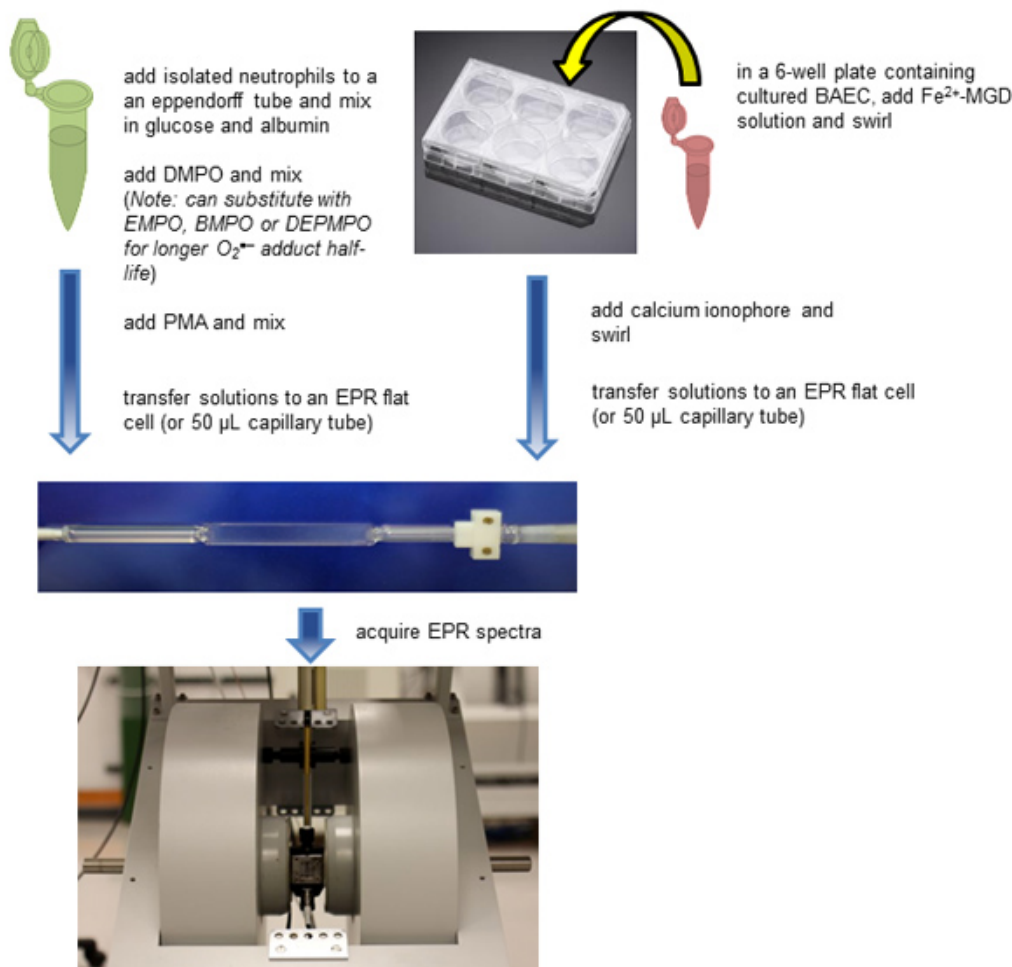 add isolated neutrophils to a
an eppendorff tube and mix
in glucose and albumin
add DMPO and mix
(Note: can substitute with
EMPO, BMPO or DEPMPO
for longer O₂•– adduct half-
life)
add PMA and mix
transfer solutions to an EPR flat
cell (or 50 µL capillary tube)
in a 6-well plate containing
cultured BAEC, add Fe²⁺-MGD
solution and swirl
add calcium ionophore and
swirl
transfer solutions to an EPR flat cell
(or 50 µL capillary tube)
acquire EPR spectra